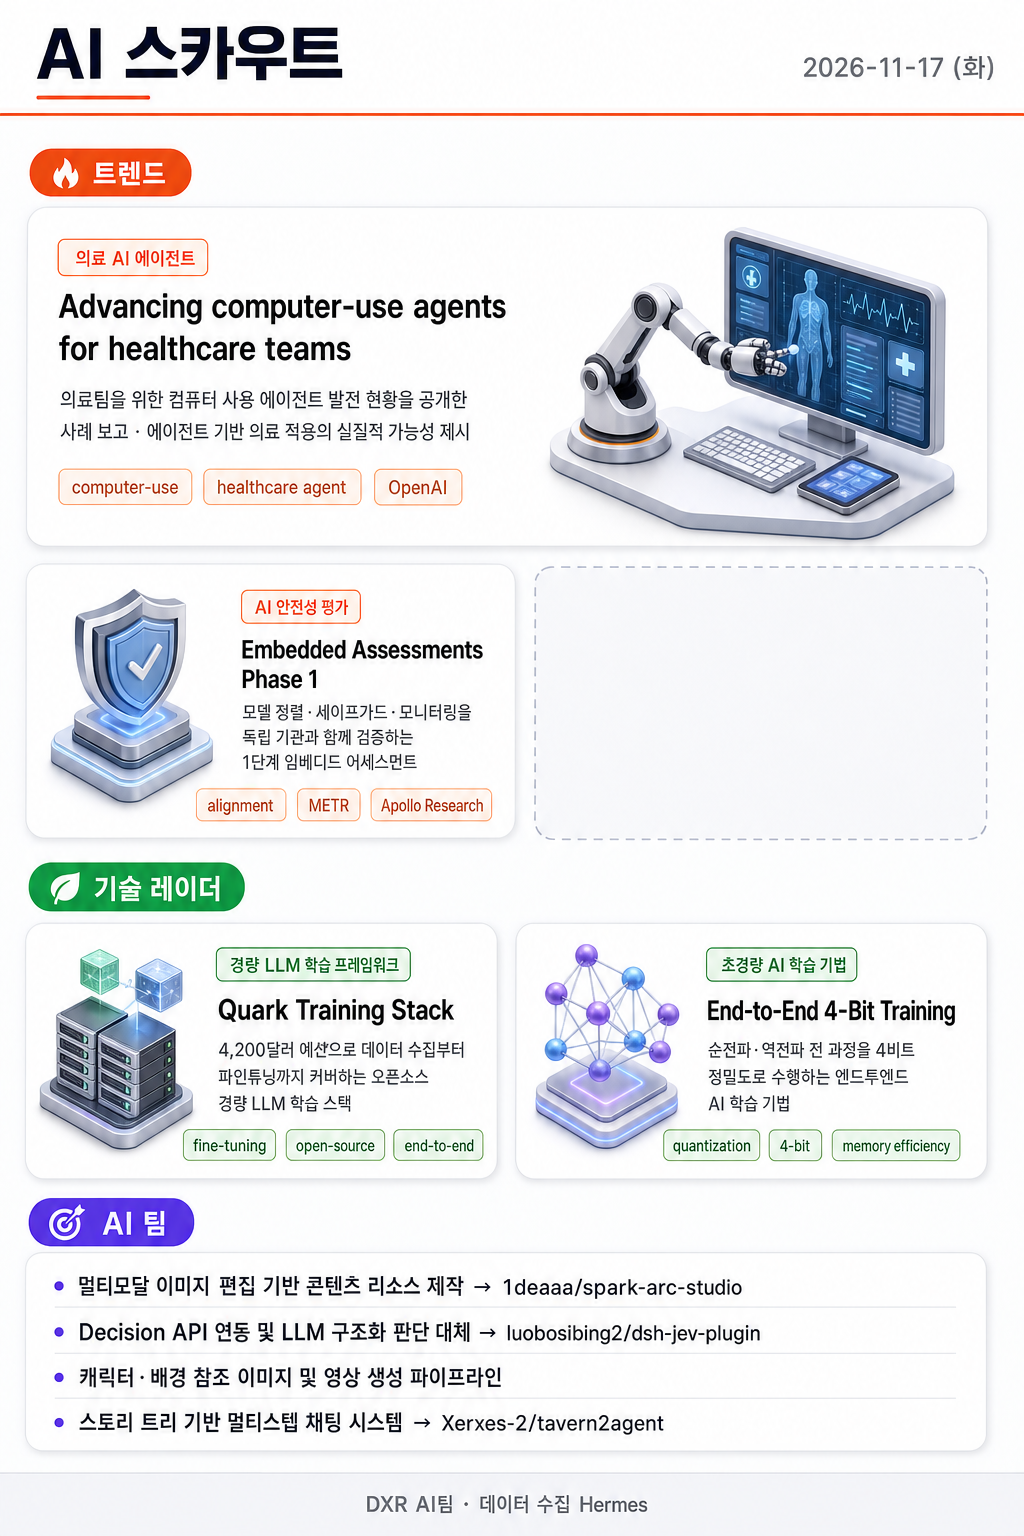 AI 스카우트
2026-11-17 (화)
트렌드
의료 AI 에이전트
Advancing computer-use agents
for healthcare teams
의료팀을 위한 컴퓨터 사용 에이전트 발전 현황을 공개한
사례 보고 · 에이전트 기반 의료 적용의 실질적 가능성 제시
computer-use
healthcare agent
OpenAI
AI 안전성 평가
Embedded Assessments
Phase 1
모델 정렬 · 세이프가드 · 모니터링을
독립 기관과 함께 검증하는
1단계 임베디드 어세스먼트
alignment
METR
Apollo Research
기술 레이더
경량 LLM 학습 프레임워크
Quark Training Stack
4,200달러 예산으로 데이터 수집부터
파인튜닝까지 커버하는 오픈소스
경량 LLM 학습 스택
fine-tuning
open-source
end-to-end
초경량 AI 학습 기법
End-to-End 4-Bit Training
순전파 · 역전파 전 과정을 4비트
정밀도로 수행하는 엔드투엔드
AI 학습 기법
quantization
4-bit
memory efficiency
AI 팀
멀티모달 이미지 편집 기반 콘텐츠 리소스 제작 → 1deaaa/spark-arc-studio
Decision API 연동 및 LLM 구조화 판단 대체 → luobosibing2/dsh-jev-plugin
캐릭터 · 배경 참조 이미지 및 영상 생성 파이프라인
스토리 트리 기반 멀티스텝 채팅 시스템 → Xerxes-2/tavern2agent
DXR AI팀 · 데이터 수집 Hermes